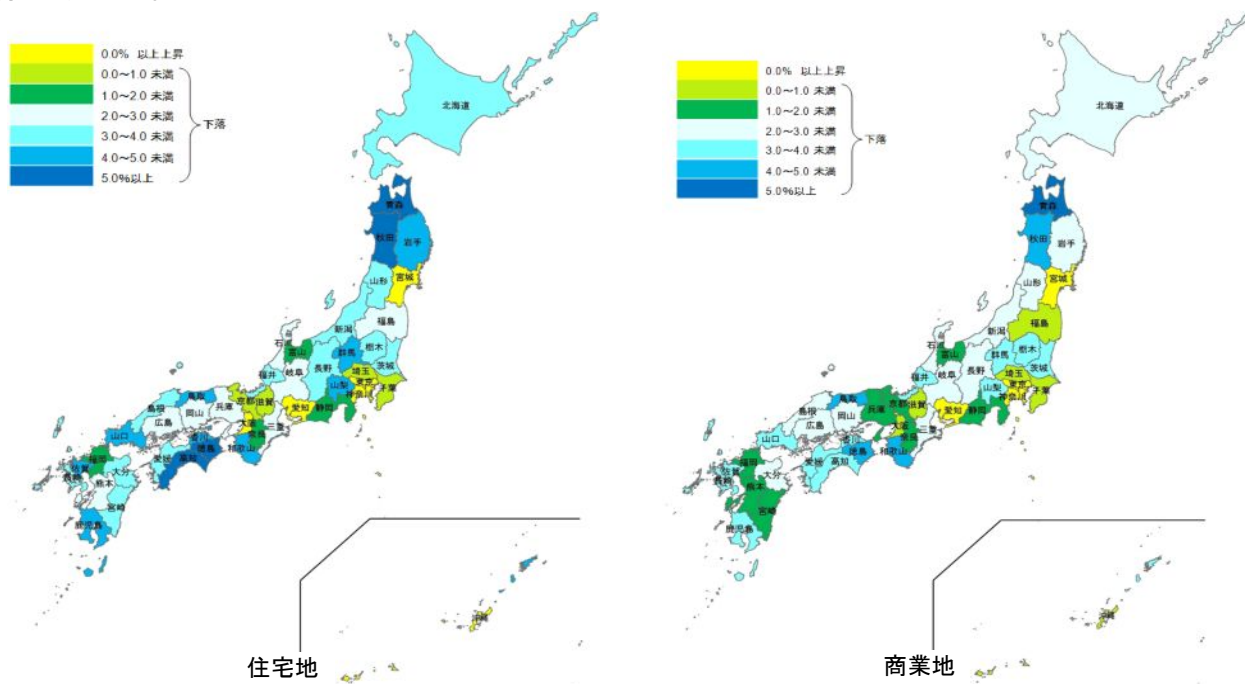 0.0% 以上上昇
0.0～1.0 未満
1.0～2.0 未満
2.0～3.0 未満
3.0～4.0 未満
4.0～5.0 未満
5.0%以上
下落
北海道
青森
秋田
岩手
山形
宮城
福島
新潟
群馬
栃木
茨城
富山
石
長野
岐阜
福井
埼玉
東京
山梨
神奈川
千葉
愛知
静岡
京都
滋賀
大阪
奈良
三重
和歌山
兵庫
鳥取
島根
岡山
広島
山口
香川
徳島
高知
愛媛
福岡
佐賀
長崎
大分
熊本
宮崎
鹿児島
沖縄
住宅地
0.0% 以上上昇
0.0～1.0 未満
1.0～2.0 未満
2.0～3.0 未満
3.0～4.0 未満
4.0～5.0 未満
5.0%以上
下落
北海道
青森
秋田
岩手
山形
宮城
福島
新潟
群馬
栃木
茨城
富山
石
長野
岐阜
福井
埼玉
東京
山梨
神奈川
千葉
愛知
静岡
京都
滋賀
大阪
奈良
三重
和歌山
兵庫
鳥取
島根
岡山
広島
山口
香川
徳島
高知
愛媛
福岡
佐賀
長崎
大分
熊本
宮崎
鹿児島
沖縄
商業地